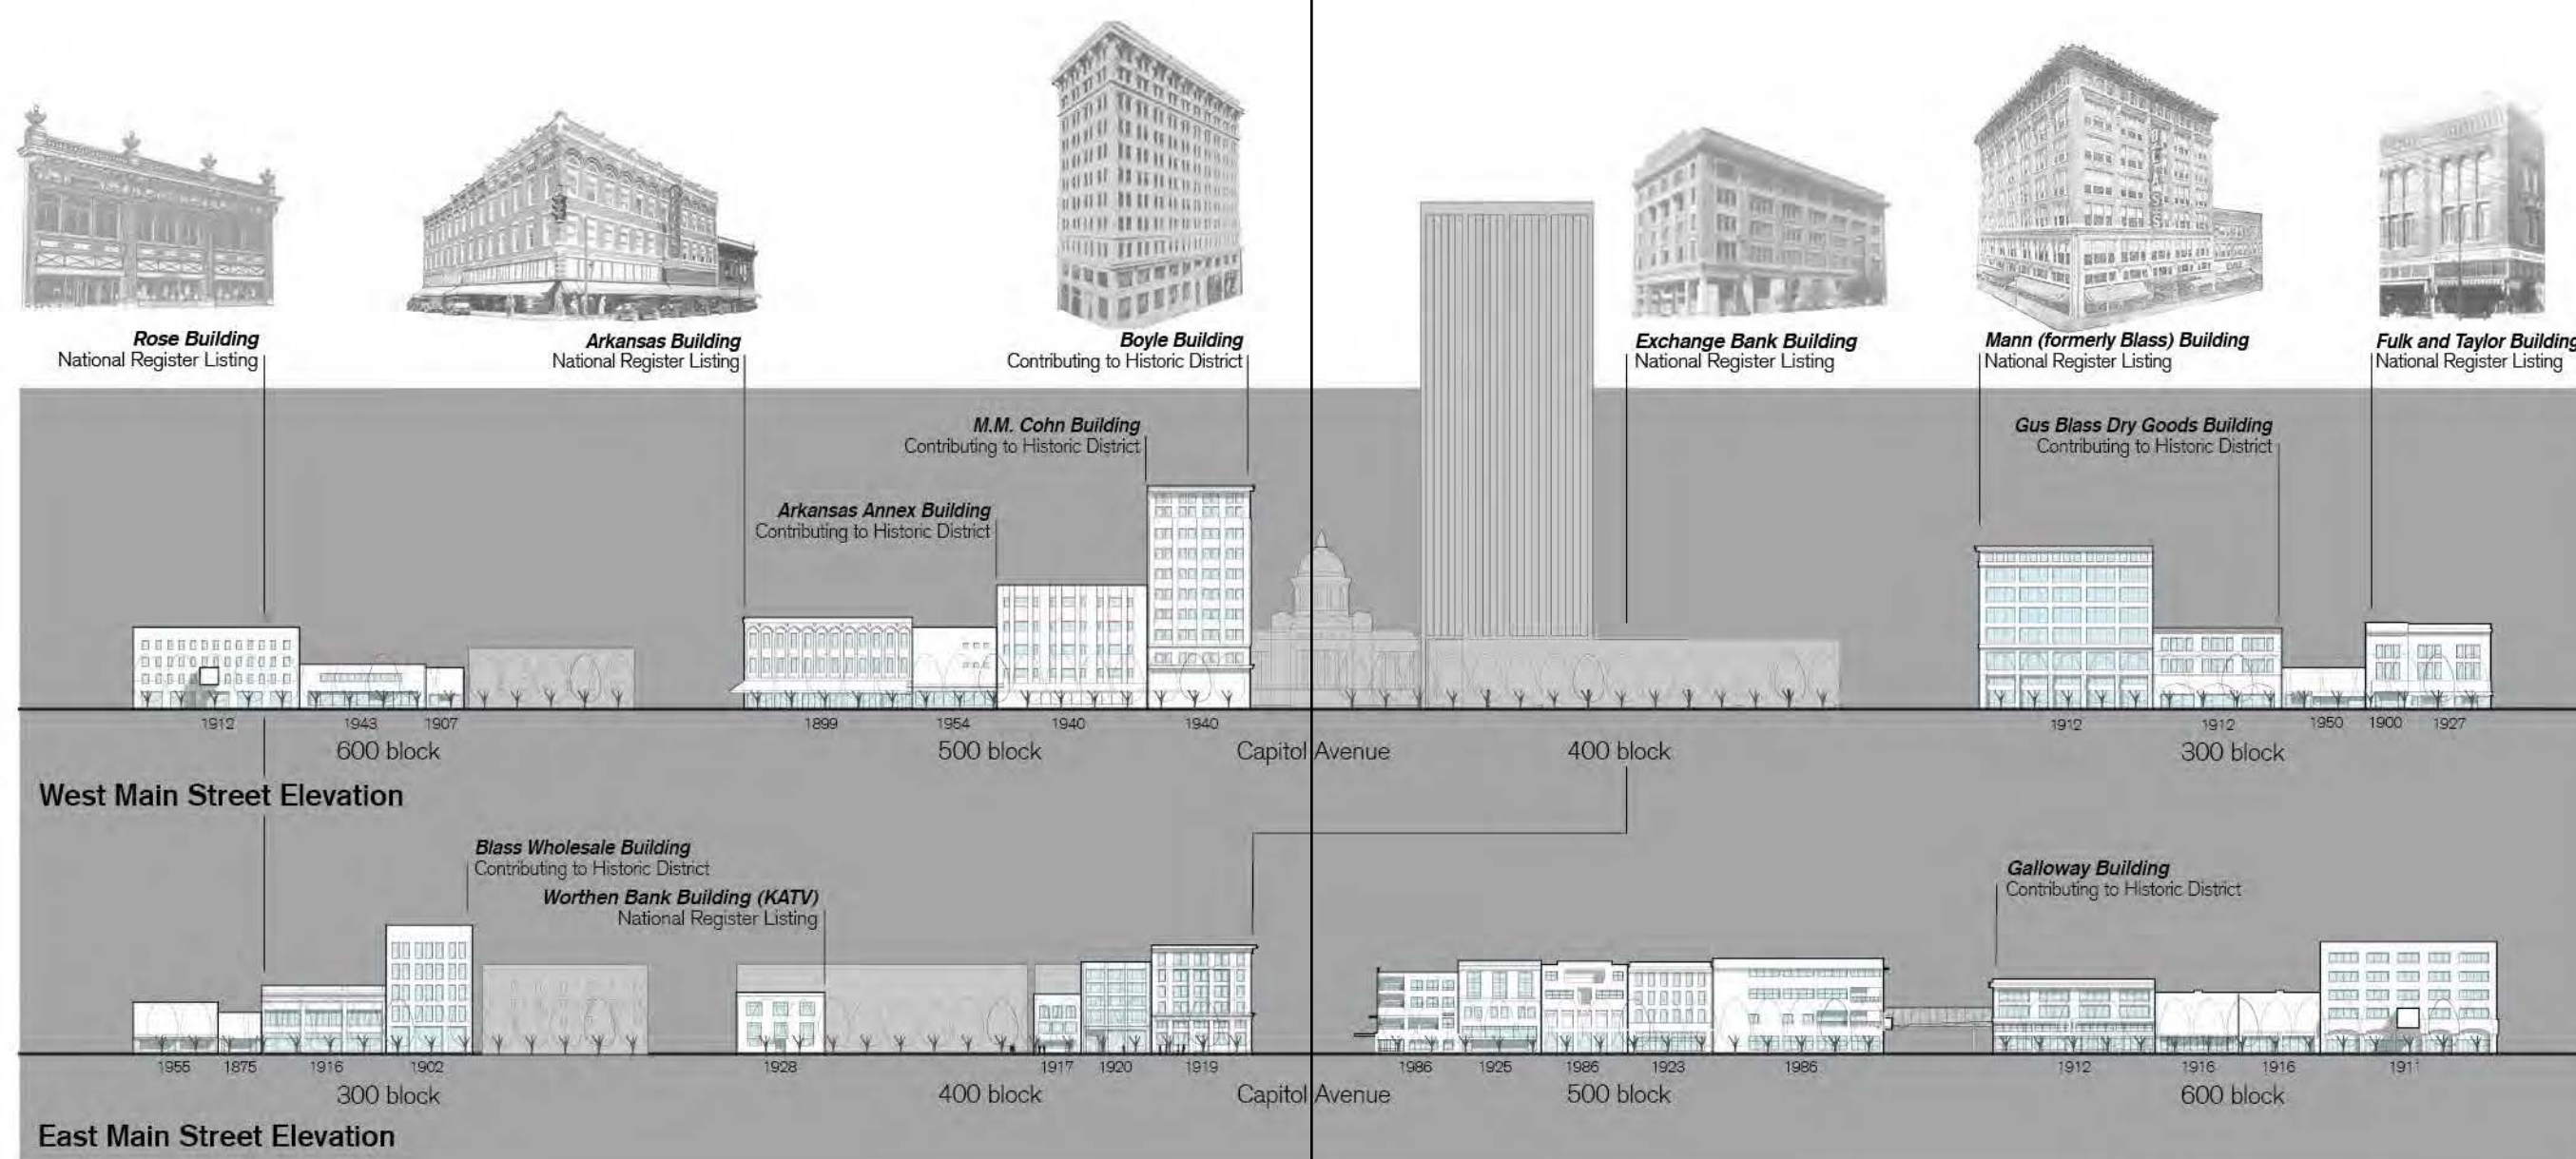 Rose Building
National Register Listing
Arkansas Building
National Register Listing
Boyle Building
Contributing to Historic District
Exchange Bank Building
National Register Listing
Mann (formerly Blass) Building
National Register Listing
Fulk and Taylor Building
National Register Listing
BLASS
M.M. Cohn Building
Contributing to Historic District
Gus Blass Dry Goods Building
Contributing to Historic District
Arkansas Annex Building
Contributing to Historic District
1912 1943 1907 1899 1954 1940 1940 1912 1912 1950 1900 1927
600 block 500 block Capitol Avenue 400 block 300 block
West Main Street Elevation
Blass Wholesale Building
Contributing to Historic District
Worthen Bank Building (KATV)
National Register Listing
Galloway Building
Contributing to Historic District
1955 1875 1916 1902 1928 1917 1920 1919 1986 1925 1986 1923 1986 1912 1916 1916 1911
300 block 400 block Capitol Avenue 500 block 600 block
East Main Street Elevation